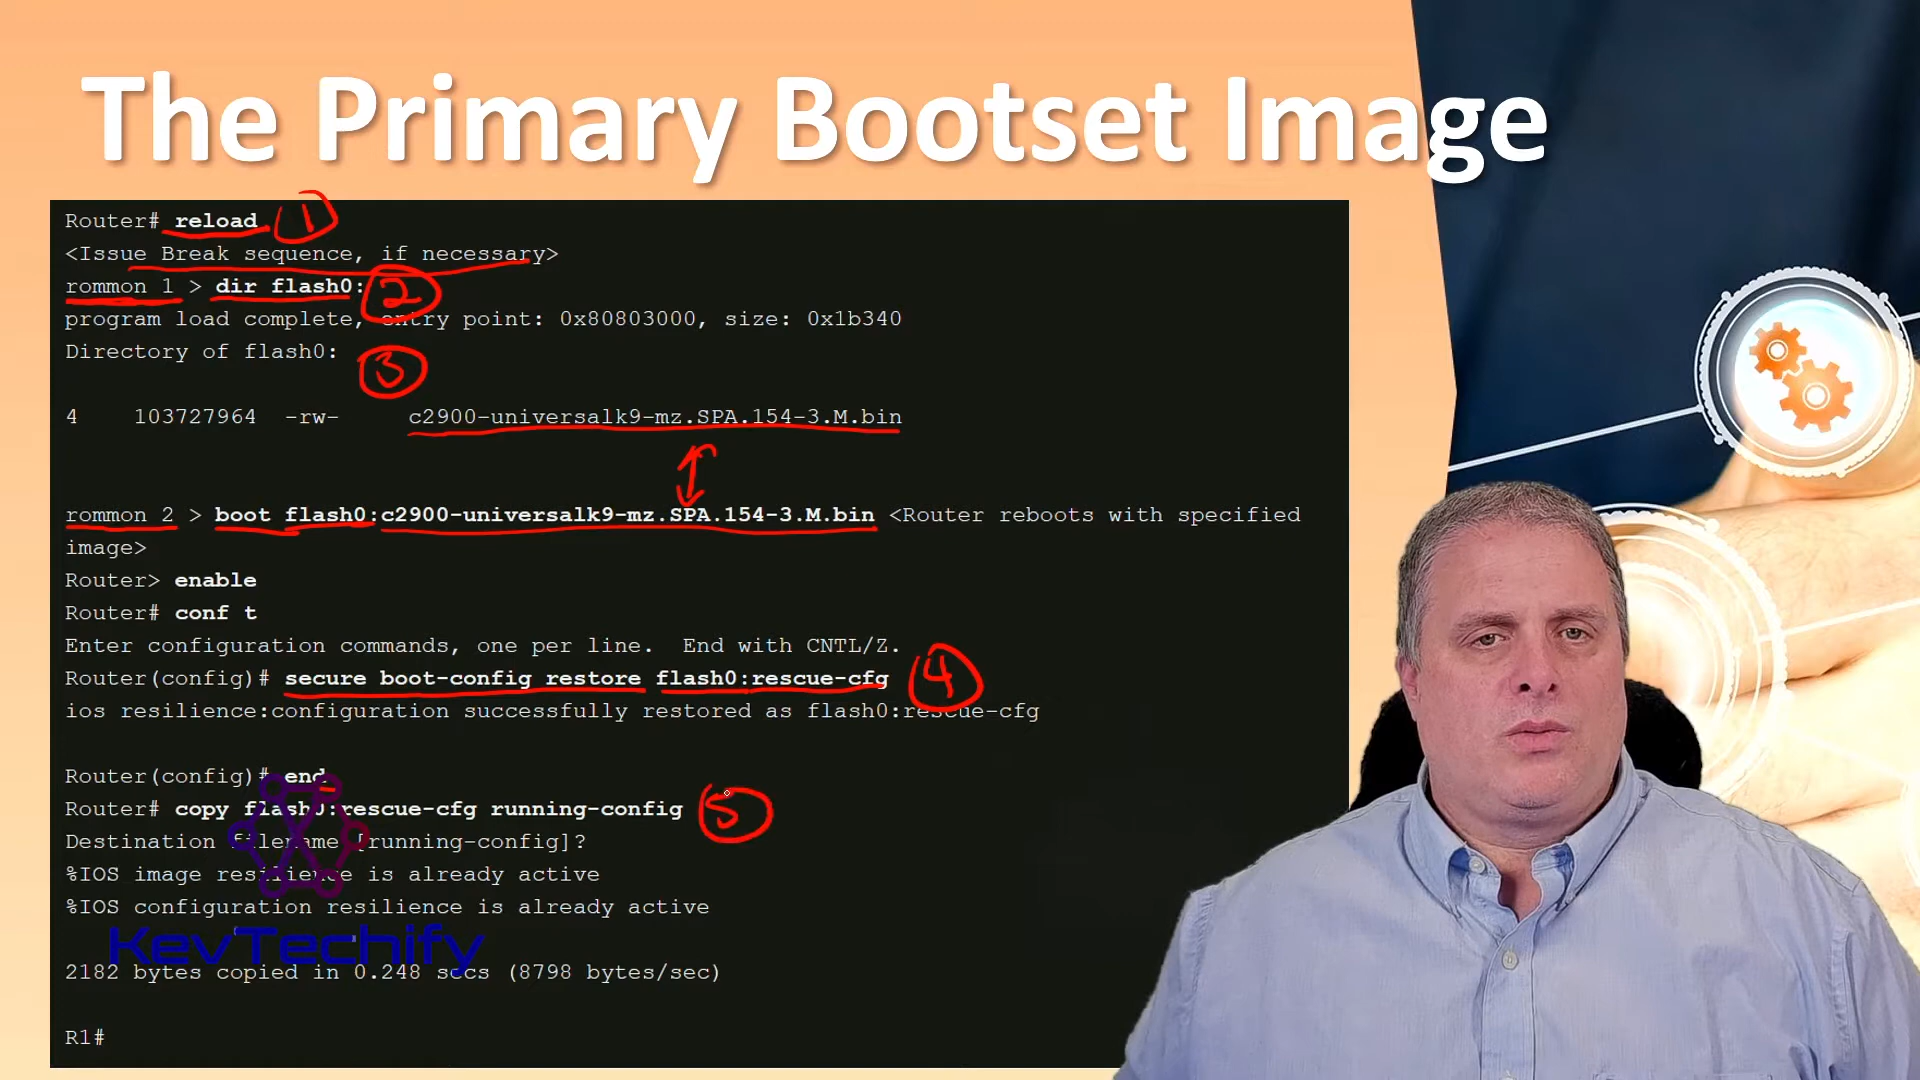 The Primary Bootset Image
Router# reload 1
<Issue Break sequence, if necessary>
rommon 1 > dir flash0: 2
program load complete, entry point: 0x80803000, size: 0x1b340
Directory of flash0:
3
4 103727964 -rw- c2900-universalk9-mz.SPA.154-3.M.bin
rommon 2 > boot flash0:c2900-universalk9-mz.SPA.154-3.M.bin <Router reboots with specified
image>
Router> enable
Router# conf t
Enter configuration commands, one per line. End with CNTL/Z.
Router(config)# secure boot-config restore flash0:rescue-cfg 4
ios resilience:configuration successfully restored as flash0:rescue-cfg
Router(config)# end
Router# copy flash0:rescue-cfg running-config 5
Destination filename [running-config]?
%IOS image resilience is already active
%IOS configuration resilience is already active
KevTechify
2182 bytes copied in 0.248 secs (8798 bytes/sec)
R1#